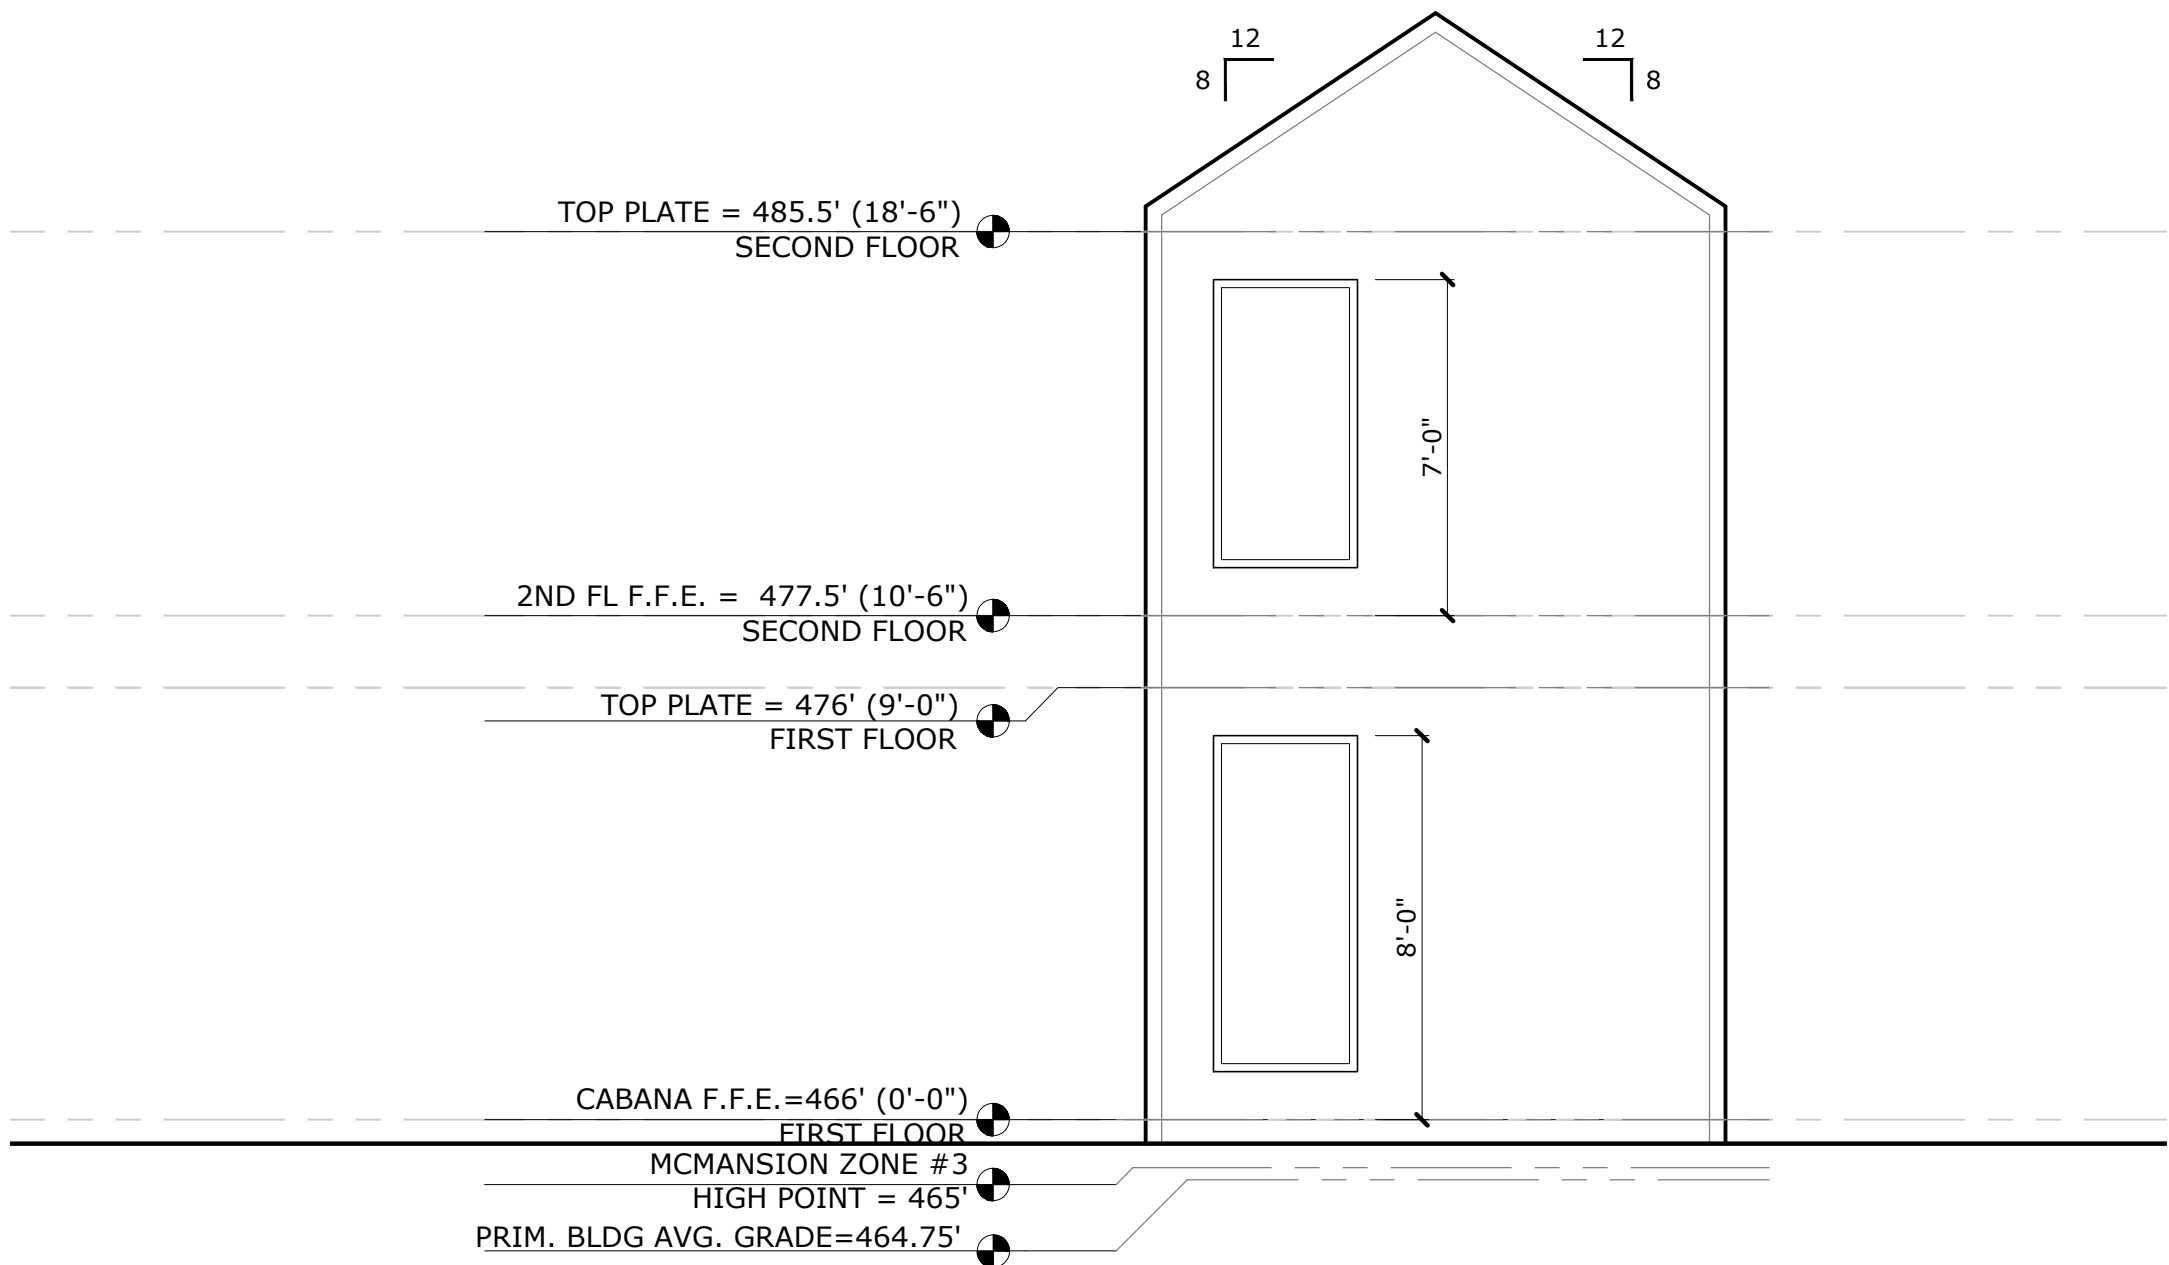 12
12
8
8
TOP PLATE = 485.5' (18'-6")
SECOND FLOOR
7'-0"
2ND FL F.F.E. =  477.5' (10'-6")
SECOND FLOOR
TOP PLATE = 476' (9'-0")
FIRST FLOOR
8'-0"
CABANA F.F.E.=466' (0'-0")
FIRST FLOOR
MCMANSION ZONE #3
HIGH POINT = 465'
PRIM. BLDG AVG. GRADE=464.75'